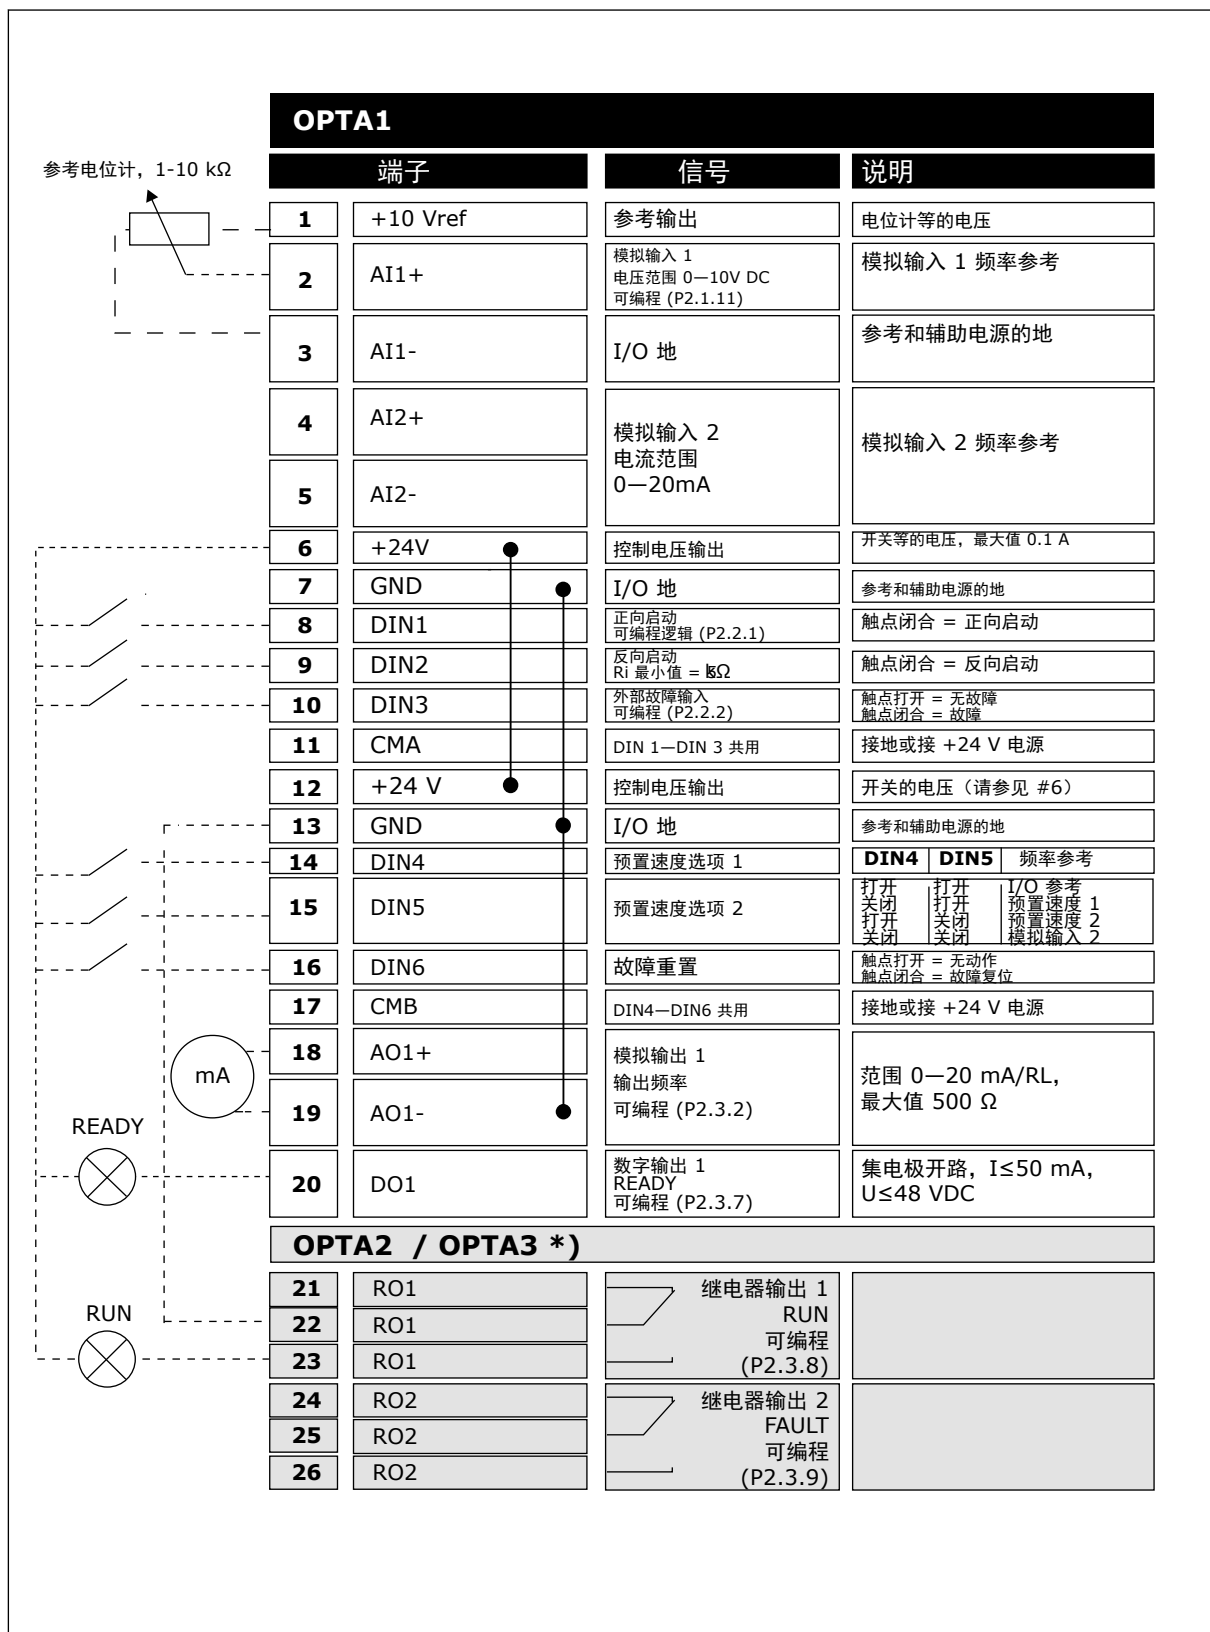 OPTA1
参考电位计，1-10 kΩ
端子 信号 说明
1 +10 Vref 参考输出 电位计等的电压
2 AI1+ 模拟输入 1
电压范围 0—10V DC
可编程 (P2.1.11)
模拟输入 1 频率参考
3 AI1- I/O 地 参考和辅助电源的地
4 AI2+
5 AI2-
模拟输入 2
电流范围
0—20mA
模拟输入 2 频率参考
6 +24V 控制电压输出 开关等的电压，最大值 0.1 A
7 GND I/O 地 参考和辅助电源的地
8 DIN1 正向启动
可编程逻辑 (P2.2.1)
触点闭合 = 正向启动
9 DIN2 反向启动
Ri 最小值 = kΩ
触点闭合 = 反向启动
10 DIN3 外部故障输入
可编程 (P2.2.2)
触点打开 = 无故障
触点闭合 = 故障
11 CMA DIN 1—DIN 3 共用 接地或接 +24 V 电源
12 +24 V 控制电压输出 开关的电压（请参见 #6）
13 GND I/O 地 参考和辅助电源的地
14 DIN4 预置速度选项 1 DIN4 DIN5 频率参考
15 DIN5 预置速度选项 2
打开 打开 I/O 参考
关闭 打开 预置速度 1
打开 关闭 预置速度 2
关闭 关闭 模拟输入 2
16 DIN6 故障重置
触点打开 = 无动作
触点闭合 = 故障复位
17 CMB DIN4—DIN6 共用 接地或接 +24 V 电源
mA
18 AO1+
19 AO1-
模拟输出 1
输出频率
可编程 (P2.3.2)
范围 0—20 mA/RL，
最大值 500 Ω
READY
20 DO1
数字输出 1
READY
可编程 (P2.3.7)
集电极开路，I≤50 mA，
U≤48 VDC
OPTA2 / OPTA3 *)
RUN
21 RO1
22 RO1
23 RO1
继电器输出 1
RUN
可编程
(P2.3.8)
24 RO2
25 RO2
26 RO2
继电器输出 2
FAULT
可编程
(P2.3.9)